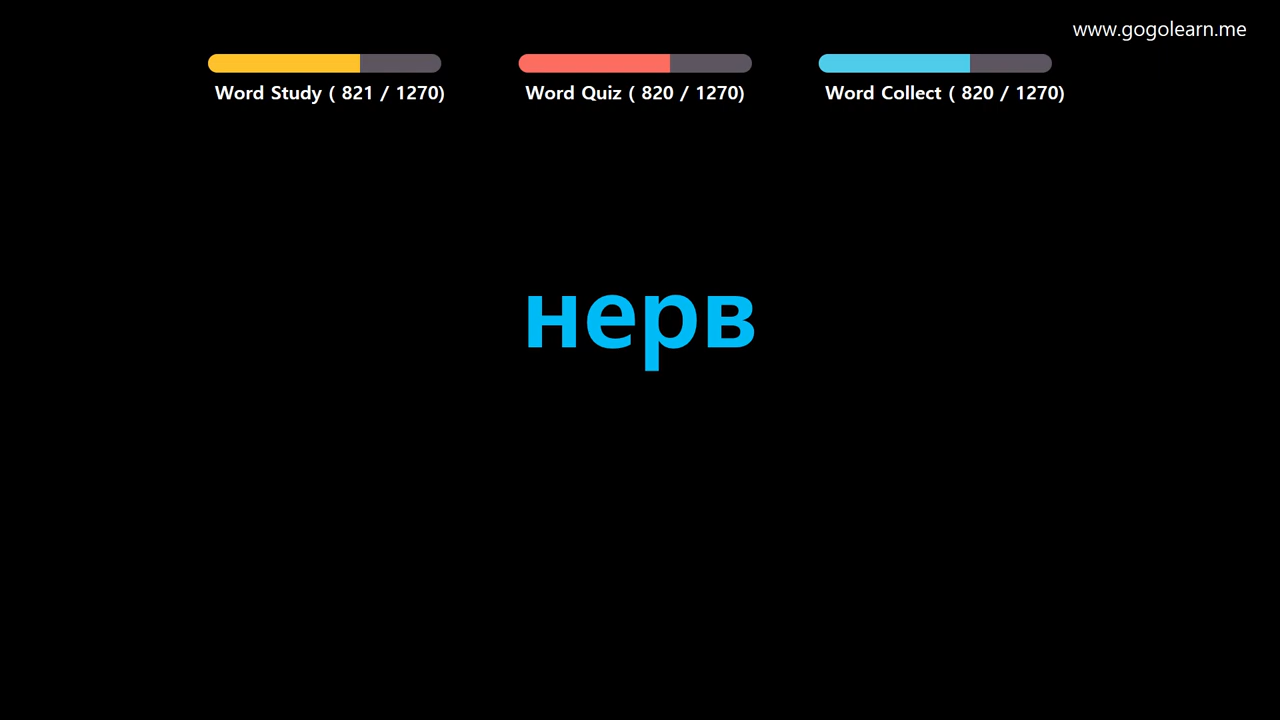 www.gogolearn.me
Word Study ( 821 / 1270)
Word Quiz ( 820 / 1270)
Word Collect ( 820 / 1270)
нерв